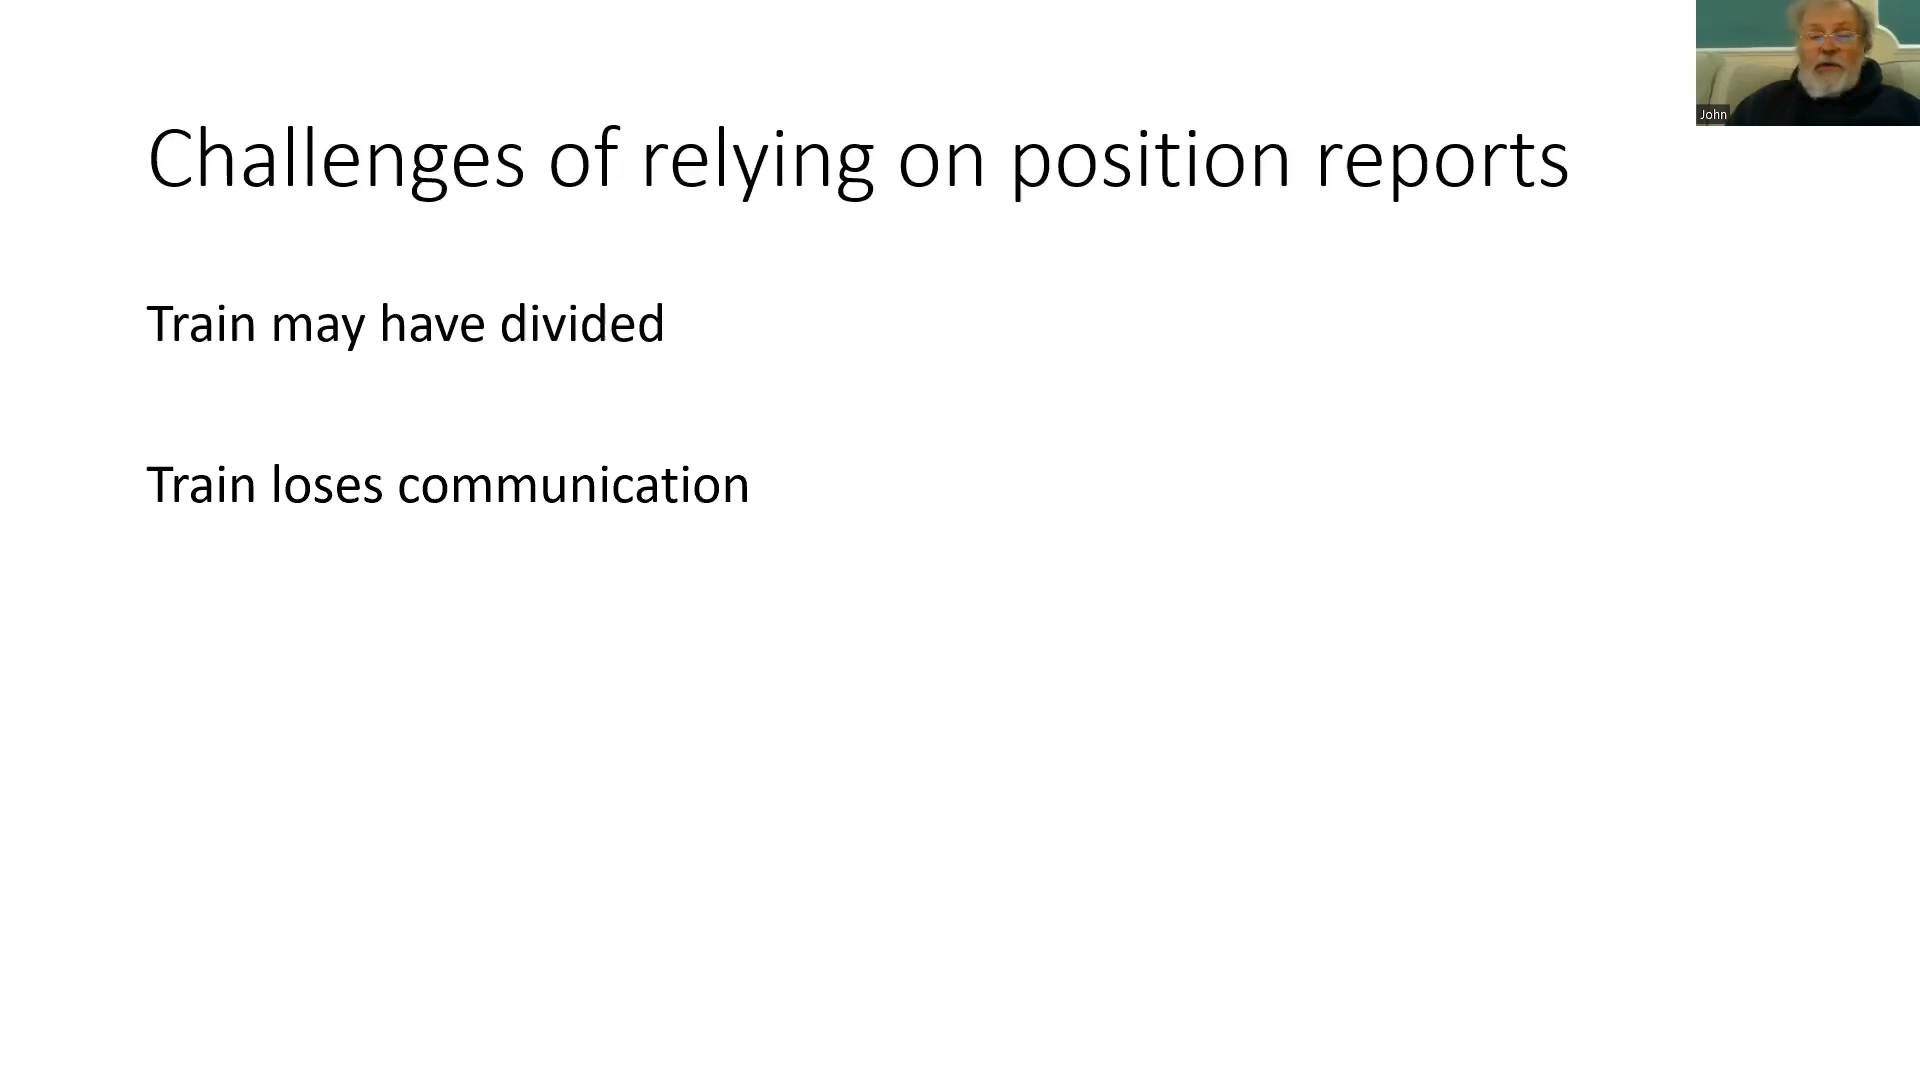 Challenges of relying on position reports
John
Train may have divided
Train loses communication